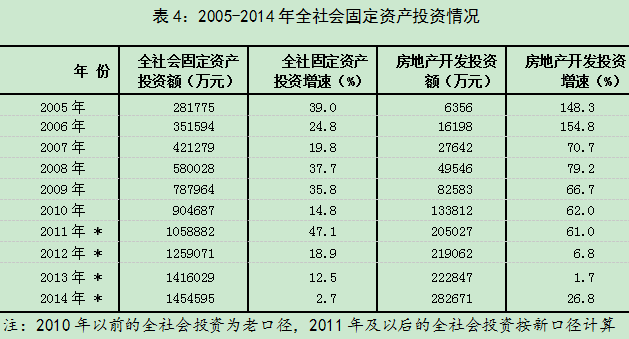 表 4：2005-2014 年全社会固定资产投资情况
年 份 全社会固定资产投资额（万元） 全社固定资产投资增速（%） 房地产开发投资额（万元） 房地产开发投资增速（%）
2005 年 281775 39.0 6356 148.3
2006 年 351594 24.8 16198 154.8
2007 年 421279 19.8 27642 70.7
2008 年 580028 37.7 49546 79.2
2009 年 787964 35.8 82583 66.7
2010 年 904687 14.8 133812 62.0
2011 年 * 1058882 47.1 205027 61.0
2012 年 * 1259071 18.9 219062 6.8
2013 年 * 1416029 12.5 222847 1.7
2014 年 * 1454595 2.7 282671 26.8
注：2010 年以前的全社会投资为老口径，2011 年及以后的全社会投资按新口径计算